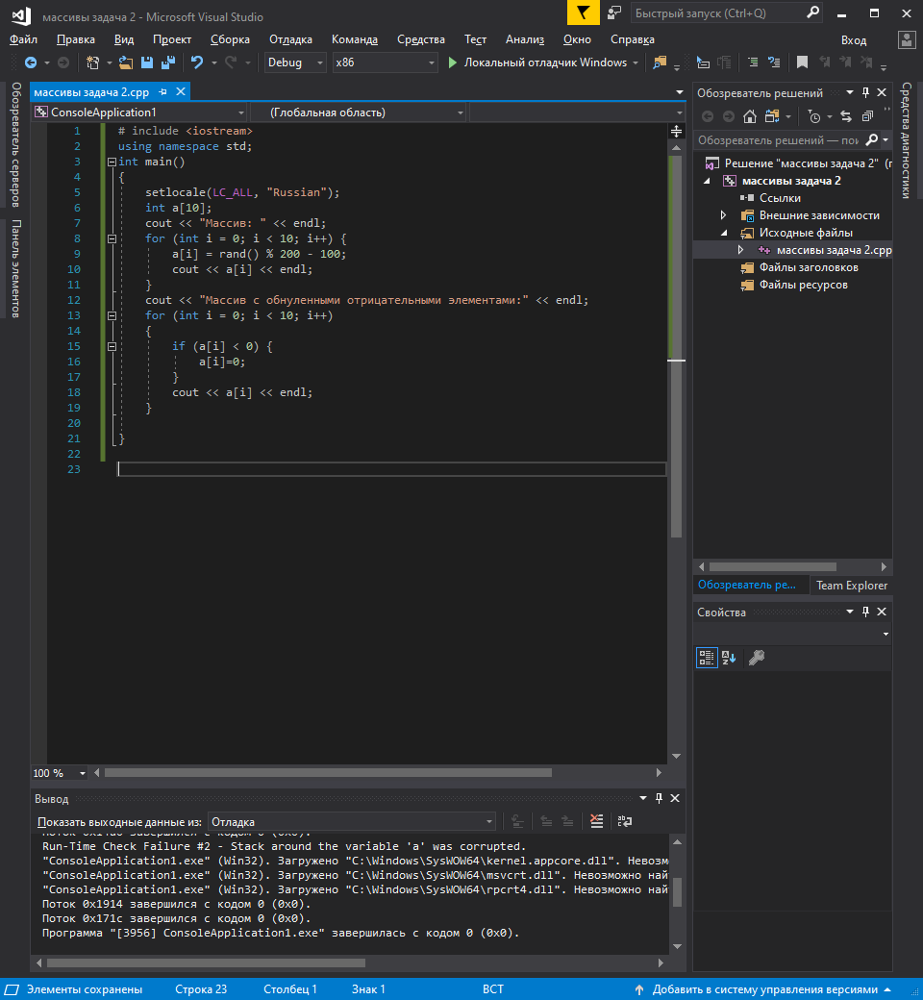 массивы задача 2 - Microsoft Visual Studio
Быстрый запуск (Ctrl+Q)
Файл Правка Вид Проект Сборка Отладка Команда Средства Тест Анализ Окно Справка Вход
Debug x86 Локальный отладчик Windows
Обозреватель серверов
Панель элементов
массивы задача 2.cpp
ConsoleApplication1 (Глобальная область)
1 # include <iostream>
2 using namespace std;
3 int main()
4 {
5 setlocale(LC_ALL, "Russian");
6 int a[10];
7 cout << "Массив: " << endl;
8 for (int i = 0; i < 10; i++) {
9 a[i] = rand() % 200 - 100;
10 cout << a[i] << endl;
11 }
12 cout << "Массив с обнуленными отрицательными элементами:" << endl;
13 for (int i = 0; i < 10; i++)
14 {
15 if (a[i] < 0) {
16 a[i]=0;
17 }
18 cout << a[i] << endl;
19 }
20
21 }
22
23
100 %
Обозреватель решений
Обозреватель решений — пои
Решение "массивы задача 2" (г
массивы задача 2
Ссылки
Внешние зависимости
Исходные файлы
массивы задача 2.cpp
Файлы заголовков
Файлы ресурсов
Обозреватель ре... Team Explorer
Свойства
Средства диагностики
Вывод
Показать выходные данные из: Отладка
завершился с кодом 0 (0x0).
Run-Time Check Failure #2 - Stack around the variable 'a' was corrupted.
"ConsoleApplication1.exe" (Win32). Загружено "C:\Windows\SysWOW64\kernel.appcore.dll". Невозм
"ConsoleApplication1.exe" (Win32). Загружено "C:\Windows\SysWOW64\msvcrt.dll". Невозможно най
"ConsoleApplication1.exe" (Win32). Загружено "C:\Windows\SysWOW64\rpcrt4.dll". Невозможно най
Поток 0x1914 завершился с кодом 0 (0x0).
Поток 0x171c завершился с кодом 0 (0x0).
Программа "[3956] ConsoleApplication1.exe" завершилась с кодом 0 (0x0).
Элементы сохранены Строка 23 Столбец 1 Знак 1 ВСТ Добавить в систему управления версиями